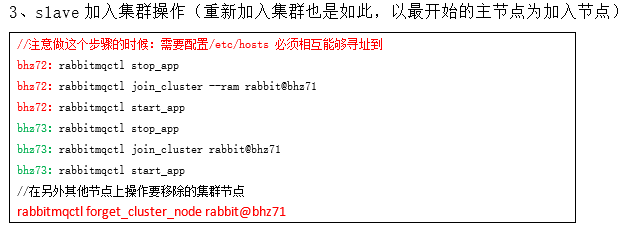 3、slave 加入集群操作（重新加入集群也是如此，以最开始的主节点为加入节点）
//注意做这个步骤的时候：需要配置/etc/hosts 必须相互能够寻址到
bhz72：rabbitmqctl stop_app
bhz72：rabbitmqctl join_cluster --ram rabbit@bhz71
bhz72：rabbitmqctl start_app
bhz73：rabbitmqctl stop_app
bhz73：rabbitmqctl join_cluster rabbit@bhz71
bhz73：rabbitmqctl start_app
//在另外其他节点上操作要移除的集群节点
rabbitmqctl forget_cluster_node rabbit@bhz71